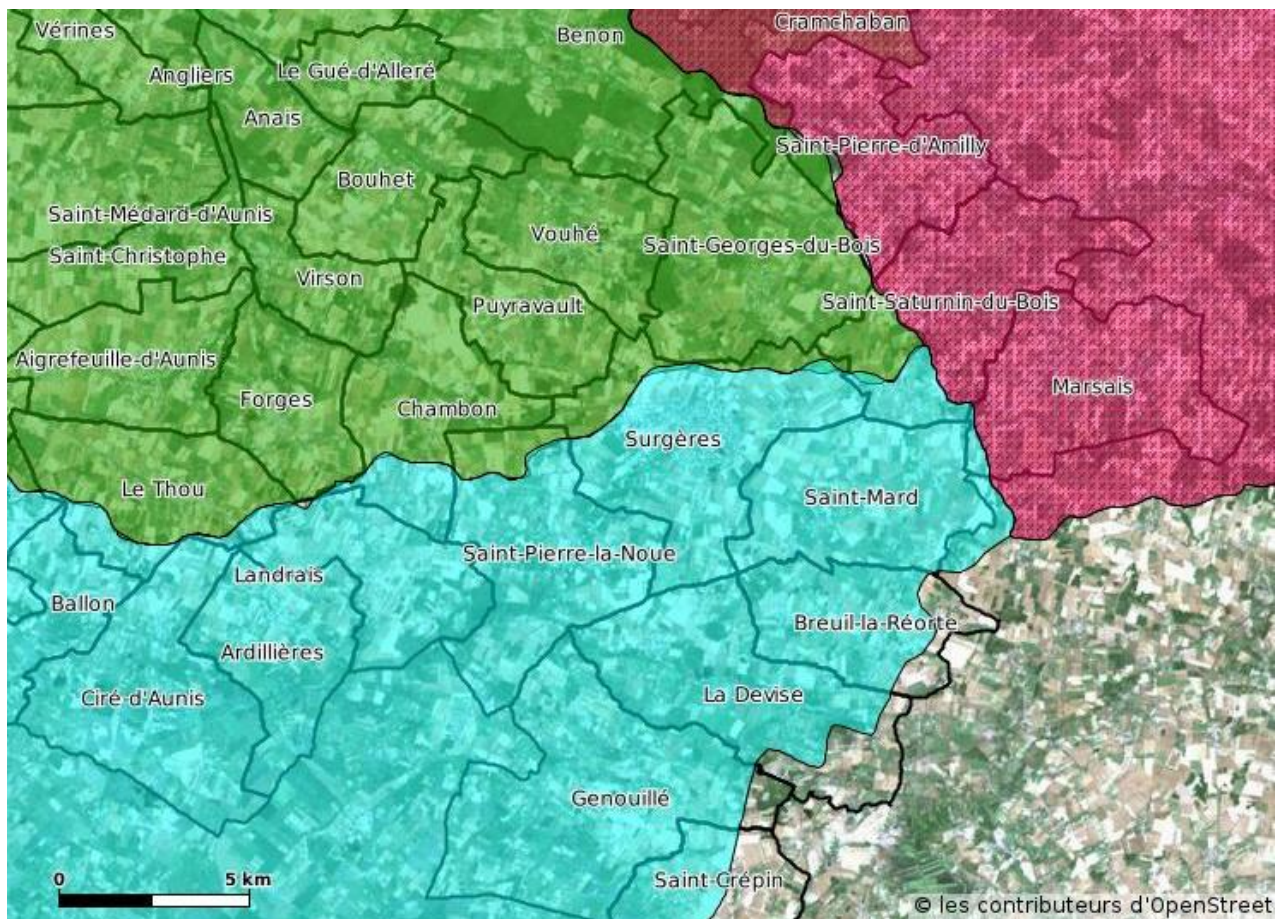 Cramchaban
Vérines
Benon
Angliers
Le Gué-d'Alleré
Anais
Saint-Pierre-d'Amilly
Bouhet
Saint-Médard-d'Aunis
Vouhé
Saint-Georges-du-Bois
Saint-Christophe
Virson
Puyravault
Saint-Saturnin-du-Bois
Aigrefeuille-d'Aunis
Marsais
Forges
Chambon
Surgères
Le Thou
Saint-Mard
Saint-Pierre-la-Noue
Landrais
Ballon
Breuil-la-Réorte
Ardillières
Ciré-d'Aunis
La Devise
Genouillé
Saint-Crépin
0 5 km
© les contributeurs d'OpenStreet